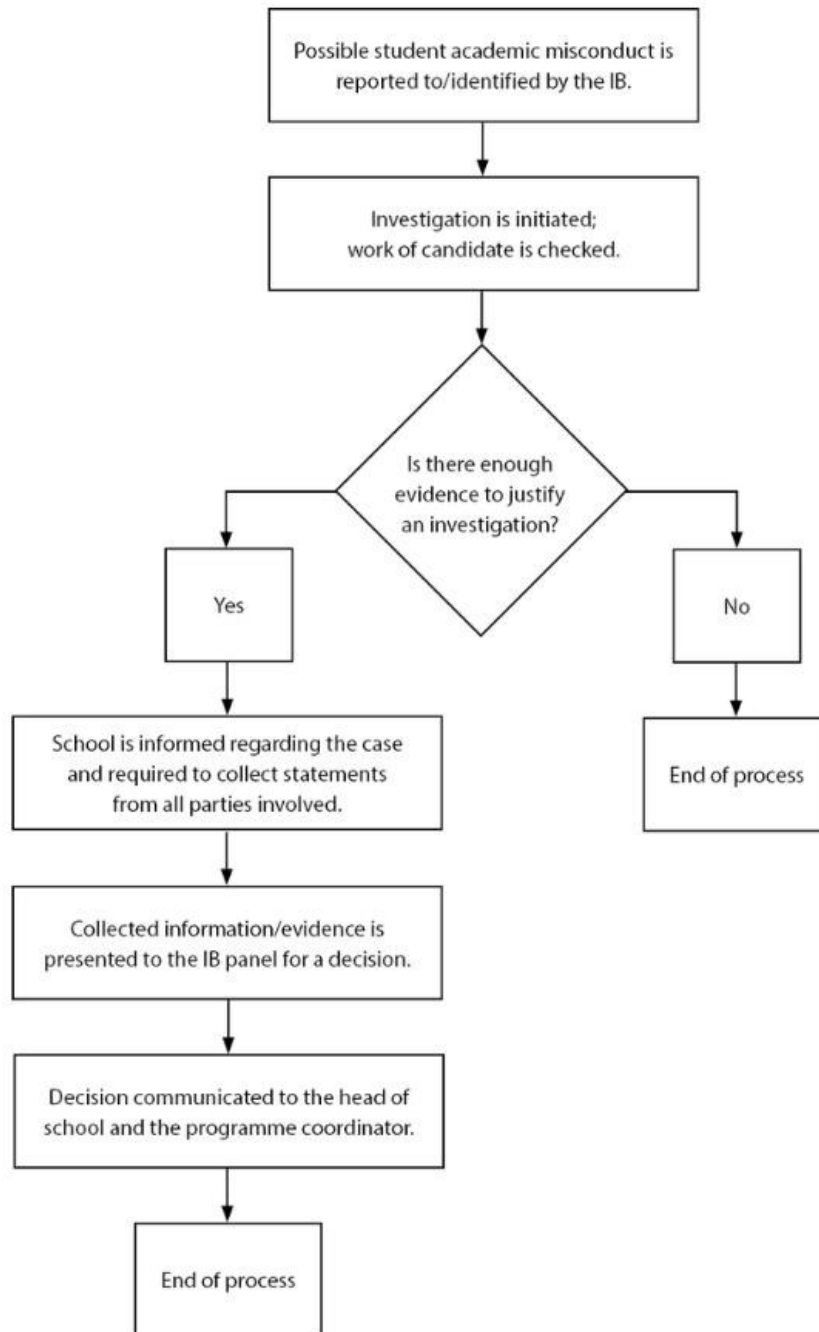 Possible student academic misconduct is
reported to/identified by the IB.
Investigation is initiated;
work of candidate is checked.
Is there enough
evidence to justify
an investigation?
Yes
No
School is informed regarding the case
and required to collect statements
from all parties involved.
End of process
Collected information/evidence is
presented to the IB panel for a decision.
Decision communicated to the head of
school and the programme coordinator.
End of process